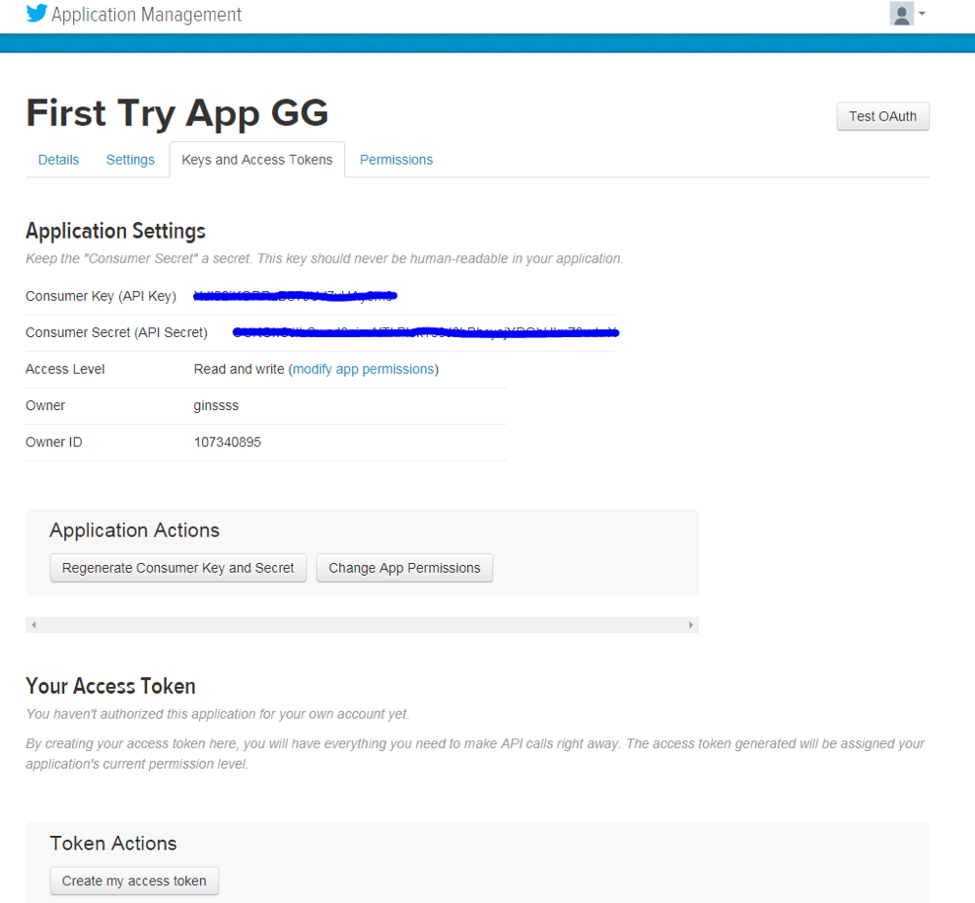 Application Management
First Try App GG
Test OAuth
Details Settings Keys and Access Tokens Permissions
Application Settings
Keep the "Consumer Secret" a secret. This key should never be human-readable in your application.
Consumer Key (API Key)
Consumer Secret (API Secret)
Access Level Read and write (modify app permissions)
Owner ginssss
Owner ID 107340895
Application Actions
Regenerate Consumer Key and Secret Change App Permissions
Your Access Token
You haven't authorized this application for your own account yet.
By creating your access token here, you will have everything you need to make API calls right away. The access token generated will be assigned your
application's current permission level.
Token Actions
Create my access token